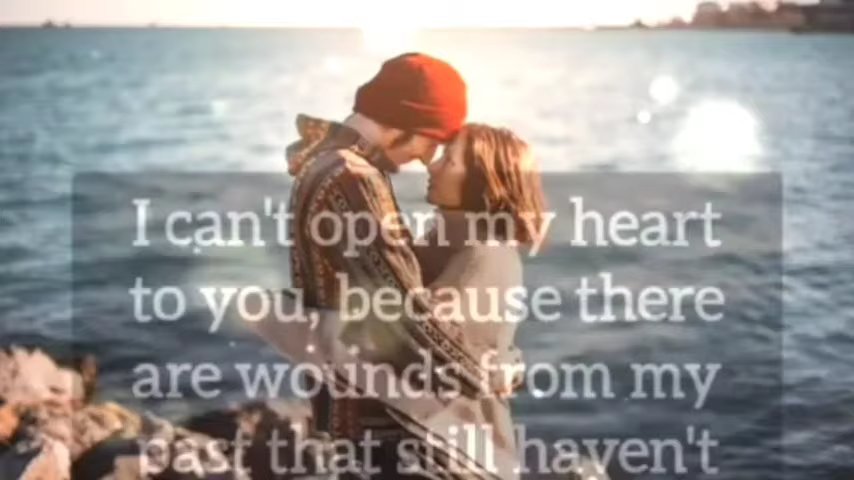 I can't open my heart
to you, because there
are wounds from my
past that still haven't